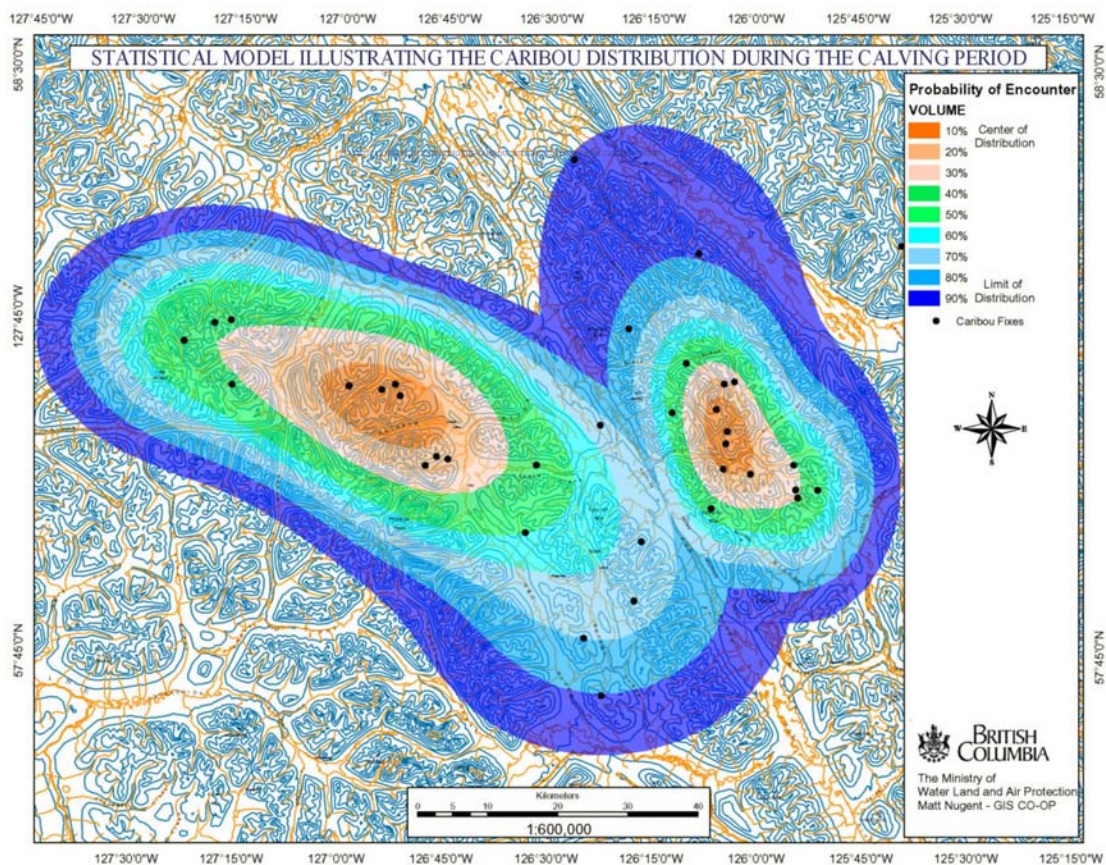 127°45'0"W 127°30'0"W 127°15'0"W 127°0'0"W 126°45'0"W 126°30'0"W 126°15'0"W 126°0'0"W 125°45'0"W 125°30'0"W 125°15'0"W
58°30'0"N
58°30'0"N
STATISTICAL MODEL ILLUSTRATING THE CARIBOU DISTRIBUTION DURING THE CALVING PERIOD
Probability of Encounter
VOLUME
10% Center of
20% Distribution
30%
40%
50%
60%
70%
80% Limit of
90% Distribution
Caribou Fixes
127°45'0"W
N
W E
S
57°45'0"N
57°45'0"N
BRITISH
COLUMBIA
The Ministry of
Water Land and Air Protection
Matt Nugent - GIS CO-OP
Kilometers
0 5 10 20 30 40
1:600,000
127°30'0"W 127°15'0"W 127°0'0"W 126°45'0"W 126°30'0"W 126°15'0"W 126°0'0"W 125°45'0"W 125°30'0"W 125°15'0"W